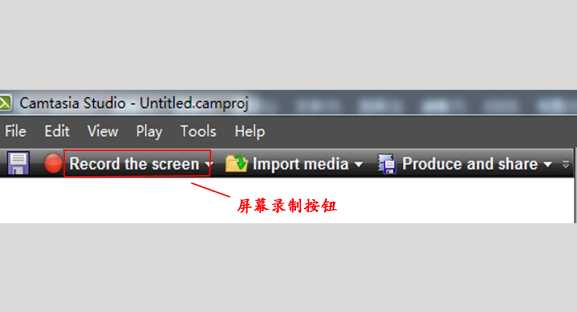 Camtasia Studio - Untitled.camproj
File Edit View Play Tools Help
Record the screen Import media Produce and share
屏幕录制按钮